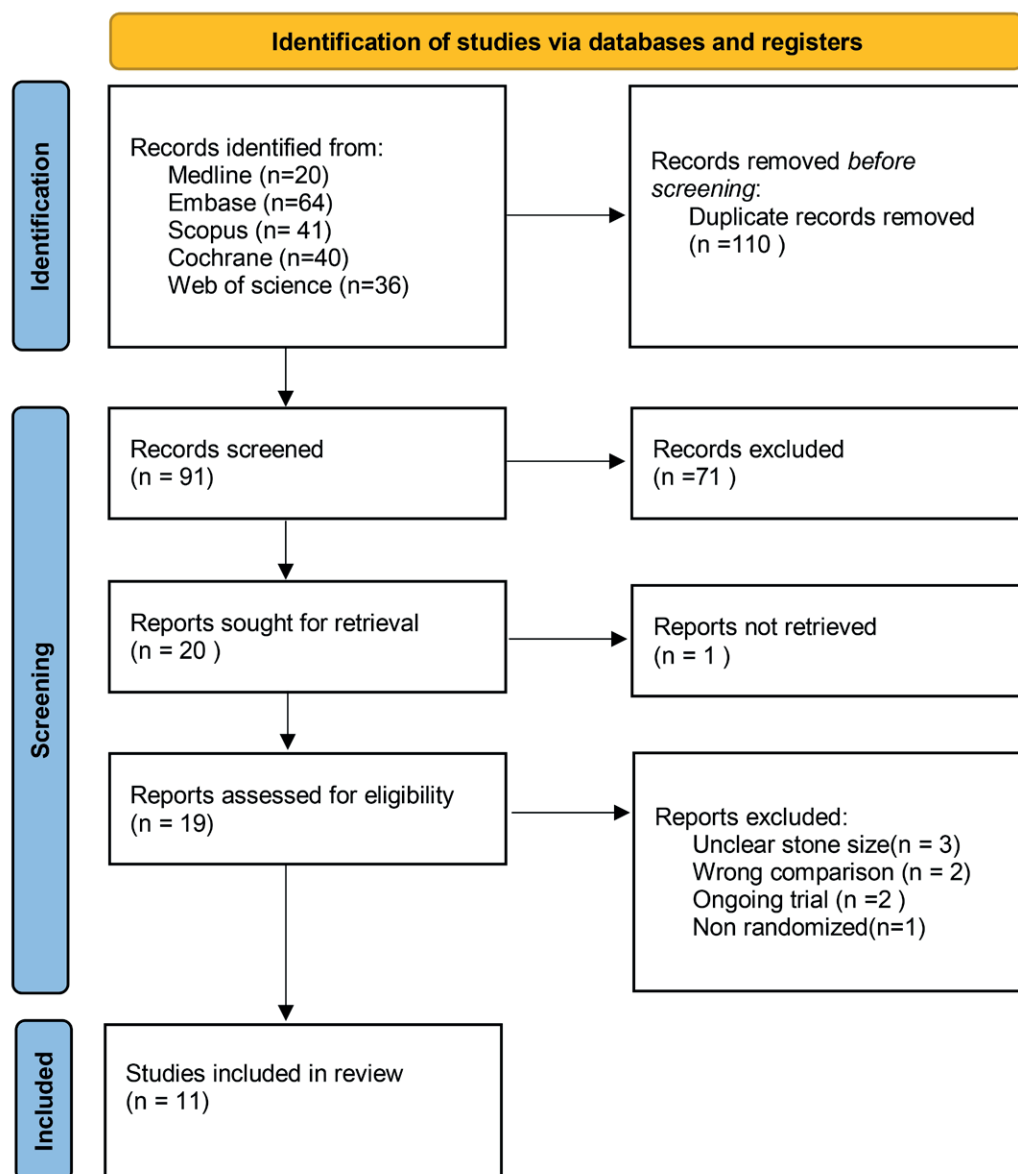 Identification of studies via databases and registers
Identification
Records identified from:
Medline (n=20)
Embase (n=64)
Scopus (n= 41)
Cochrane (n=40)
Web of science (n=36)
Records removed before
screening:
Duplicate records removed
(n =110 )
Screening
Records screened
(n = 91)
Records excluded
(n =71 )
Reports sought for retrieval
(n = 20 )
Reports not retrieved
(n = 1 )
Reports assessed for eligibility
(n = 19)
Reports excluded:
Unclear stone size(n = 3)
Wrong comparison (n = 2)
Ongoing trial (n =2 )
Non randomized(n=1)
Included
Studies included in review
(n = 11)